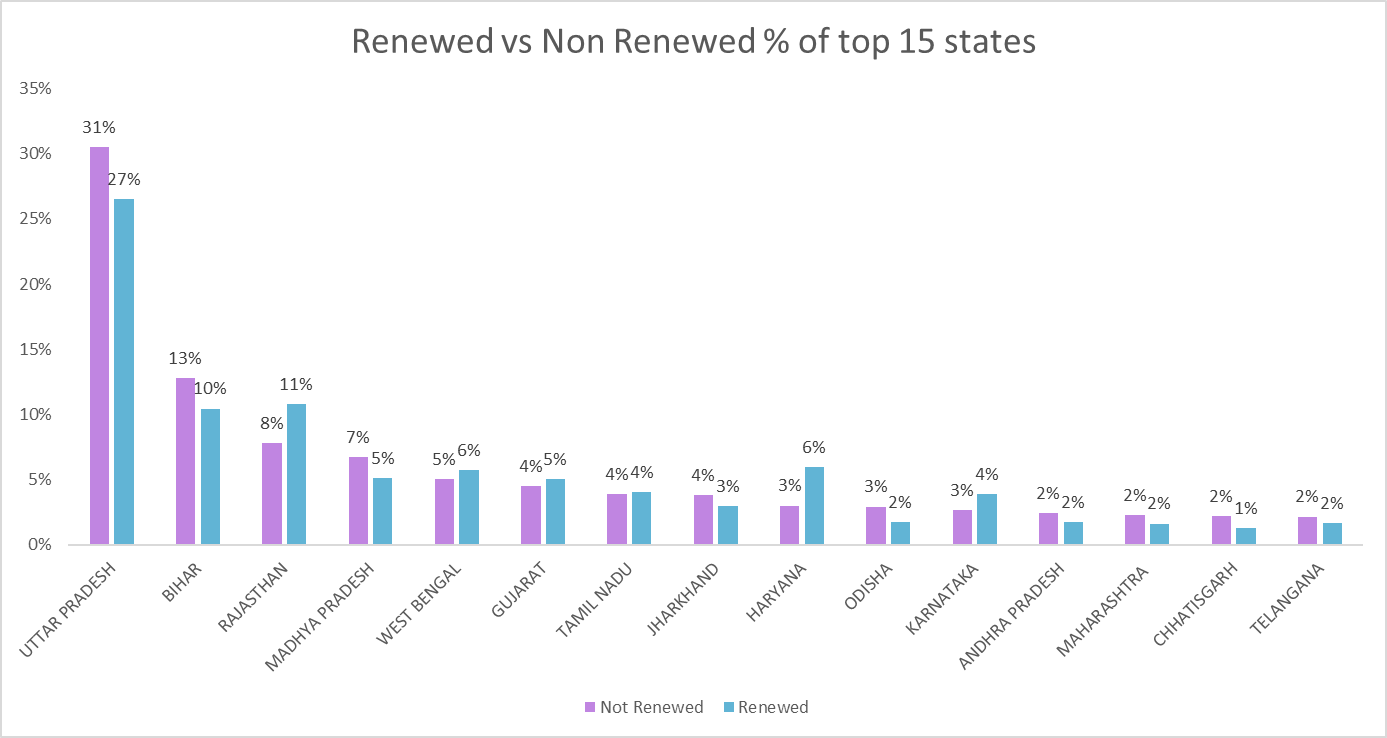 Renewed vs Non Renewed % of top 15 states
35%
30%
25%
20%
15%
10%
5%
0%
31%
27%
13%
10%
8%
11%
7%
5%
5%
6%
4%
5%
4%
4%
4%
3%
3%
6%
3%
2%
3%
4%
2%
2%
2%
2%
2%
1%
2%
2%
UTTAR PRADESH
BIHAR
RAJASTHAN
MADHYA PRADESH
WEST BENGAL
GUJARAT
TAMIL NADU
JHARKHAND
HARYANA
ODISHA
KARNATAKA
ANDHRA PRADESH
MAHARASHTRA
CHHATISGARH
TELANGANA
Not Renewed
Renewed